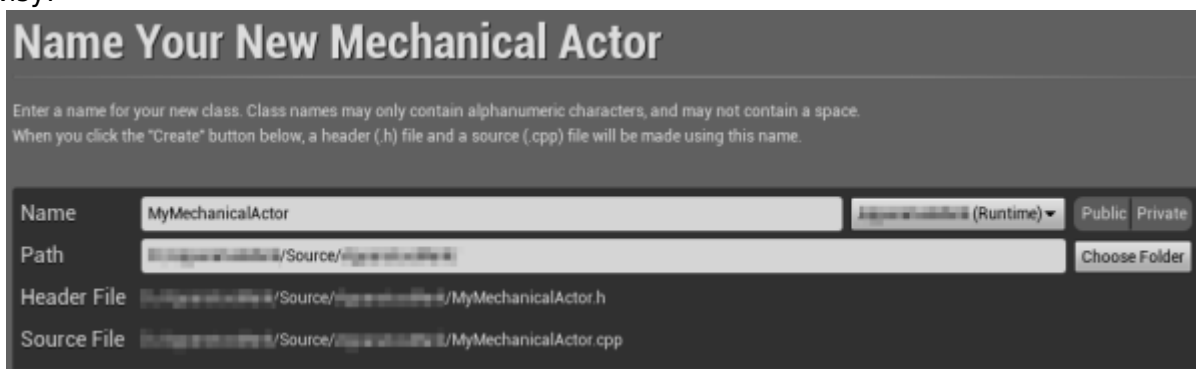 Name Your New Mechanical Actor
Enter a name for your new class. Class names may only contain alphanumeric characters, and may not contain a space.
When you click the "Create" button below, a header (.h) file and a source (.cpp) file will be made using this name.
Name MyMechanicalActor (Runtime) Public Private
Path /Source/ Choose Folder
Header File /Source/ /MyMechanicalActor.h
Source File /Source/ /MyMechanicalActor.cpp